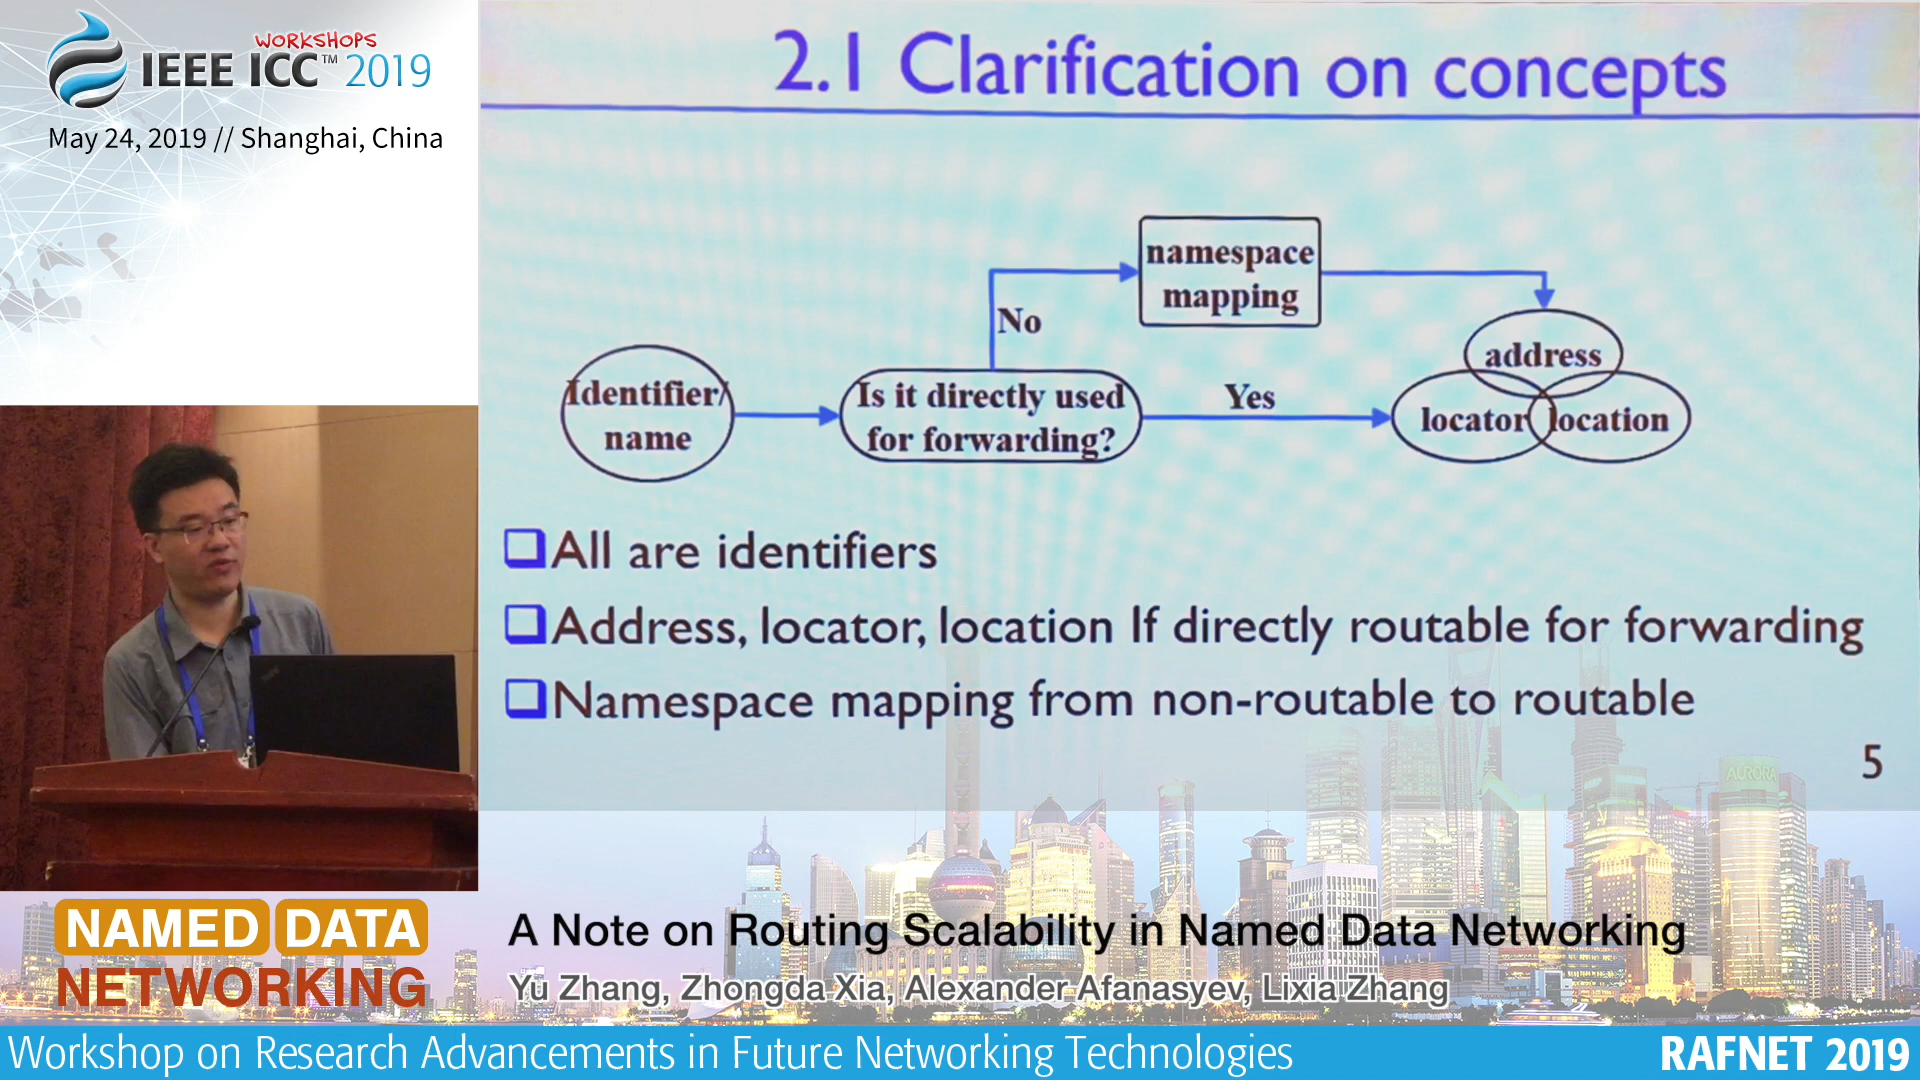 WORKSHOPS
IEEE ICC™ 2019
May 24, 2019 // Shanghai, China
2.1 Clarification on concepts
namespace
mapping
No
address
Identifier/
name
Is it directly used
for forwarding?
Yes
locator
location
❑All are identifiers
❑Address, locator, location If directly routable for forwarding
❑Namespace mapping from non-routable to routable
5
AURORA
NAMED DATA
NETWORKING
A Note on Routing Scalability in Named Data Networking
Yu Zhang, Zhongda Xia, Alexander Afanasyev, Lixia Zhang
Workshop on Research Advancements in Future Networking Technologies
RAFNET 2019